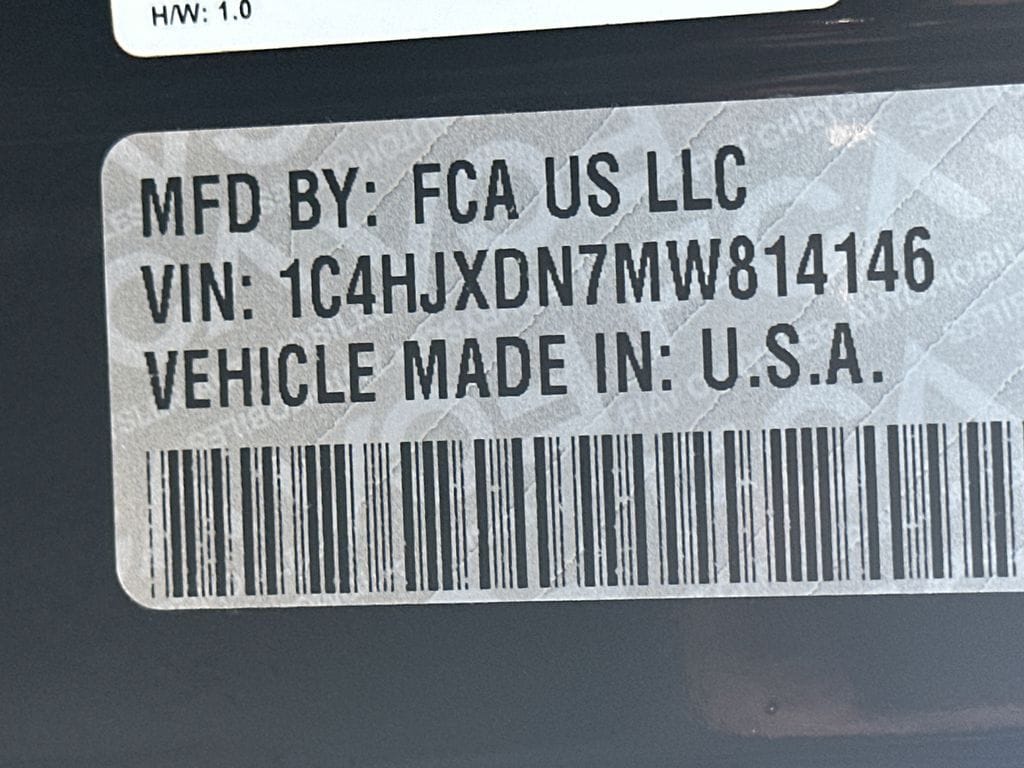 H/W: 1.0
MFD BY: FCA US LLC
VIN: 1C4HJXDN7MW814146
VEHICLE MADE IN: U.S.A.